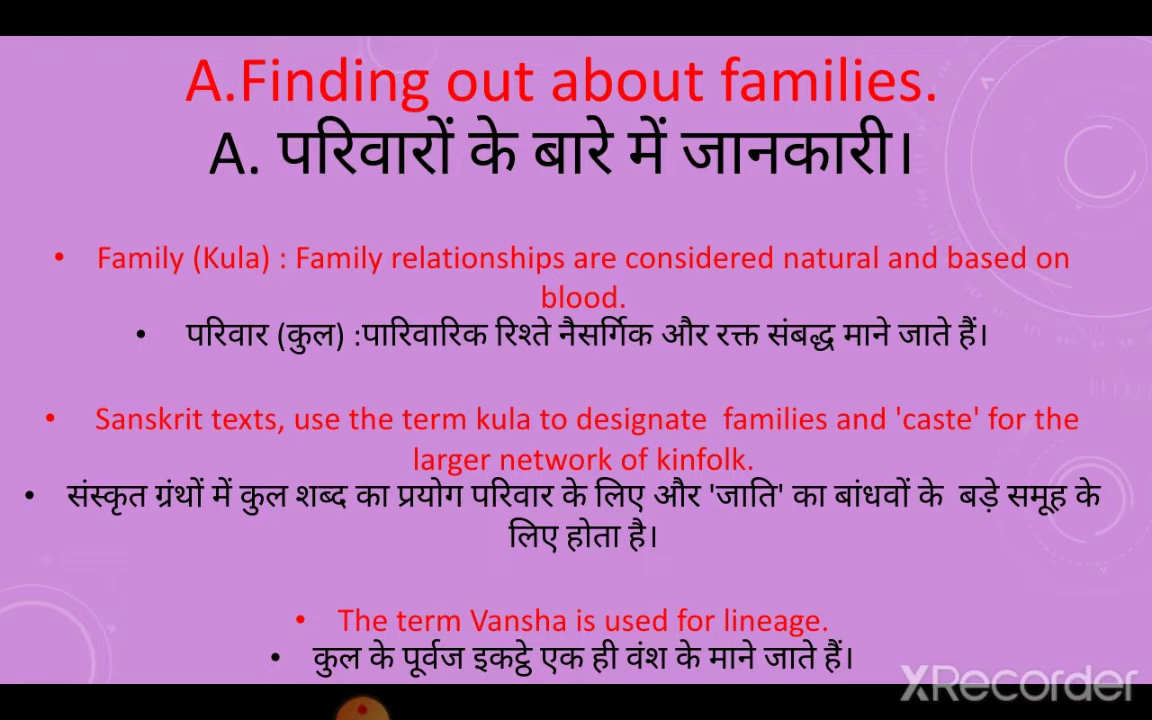 A.Finding out about families.
A. परिवारों के बारे में जानकारी।
• Family (Kula) : Family relationships are considered natural and based on
blood.
• परिवार (कुल) :पारिवारिक रिश्ते नैसर्गिक और रक्त संबद्ध माने जाते हैं।
• Sanskrit texts, use the term kula to designate  families and 'caste' for the
larger network of kinfolk.
• संस्कृत ग्रंथों में कुल शब्द का प्रयोग परिवार के लिए और 'जाति' का बांधवों के  बड़े समूह के
लिए होता है।
• The term Vansha is used for lineage.
• कुल के पूर्वज इकट्ठे एक ही वंश के माने जाते हैं।
XRecorder